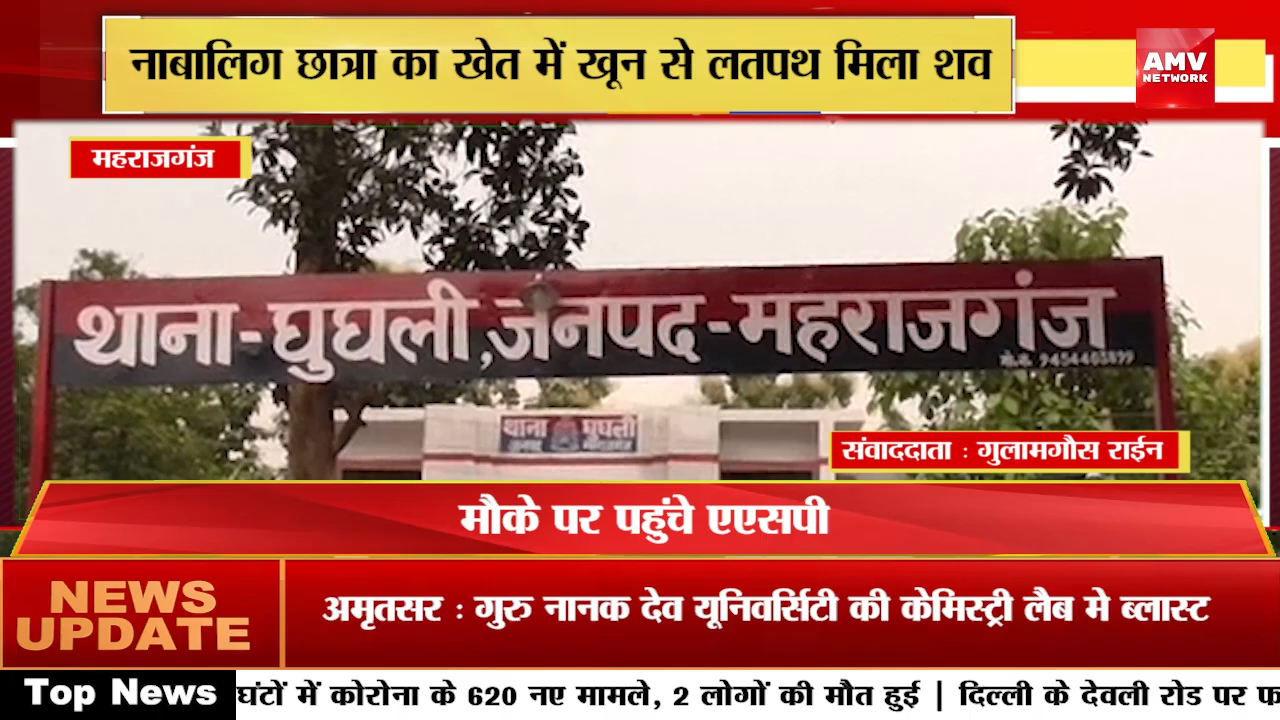 नाबालिग छात्रा का खेत में खून से लतपथ मिला शव
AMV
NETWORK
महराजगंज
थाना-घुघली,जनपद-महराजगंज
मो.नं. 9454403899
थाना घुघली
संवाददाता : गुलामगौस राईन
मौके पर पहुंचे एएसपी
NEWS
UPDATE
अमृतसर : गुरु नानक देव यूनिवर्सिटी की केमिस्ट्री लैब मे ब्लास्ट
Top News
घंटों में कोरोना के 620 नए मामले, 2 लोगों की मौत हुई | दिल्ली के देवली रोड पर